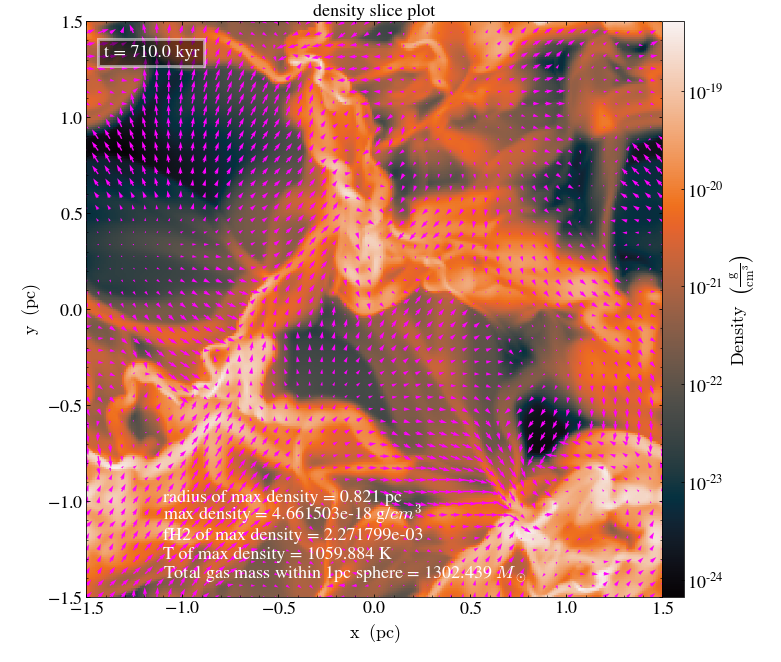 density slice plot
t = 710.0 kyr
1.5
1.0
0.5
0.0
−0.5
−1.0
−1.5
y (pc)
radius of max density = 0.821 pc
max density = 4.661503e-18 g/cm³
fH2 of max density = 2.271799e-03
T of max density = 1059.884 K
Total gas mass within 1pc sphere = 1302.439 M⊙
−1.5 −1.0 −0.5 0.0 0.5 1.0 1.5
x (pc)
10⁻¹⁹
10⁻²⁰
10⁻²¹
10⁻²²
10⁻²³
10⁻²⁴
Density (g/cm³)